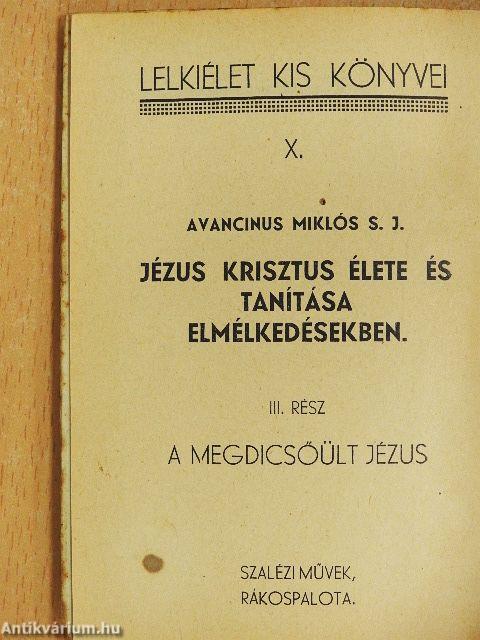 LELKIÉLET KIS KÖNYVEI
X.
AVANCINUS MIKLÓS S. J.
JÉZUS KRISZTUS ÉLETE ÉS
TANÍTÁSA
ELMÉLKEDÉSEKBEN.
III. RÉSZ
A MEGDICSŐÜLT JÉZUS
SZALÉZI MŰVEK,
RÁKOSPALOTA.
Antikvárium.hu